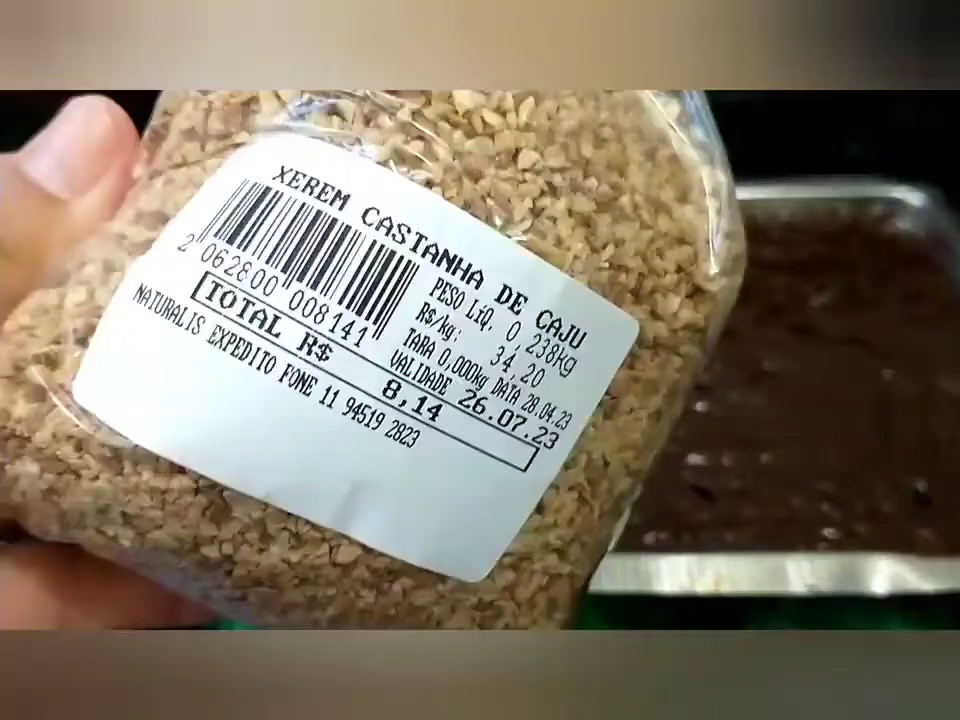 XEREM CASTANHA DE CAJU
2 062800 008141
PESO LÍQ. 0,238kg
R$/kg: 34,20
TARA 0,000kg DATA 28.04.23
VALIDADE 26.07.23
TOTAL R$ 8,14
NATURALIS EXPEDITO FONE 11 94519 2823